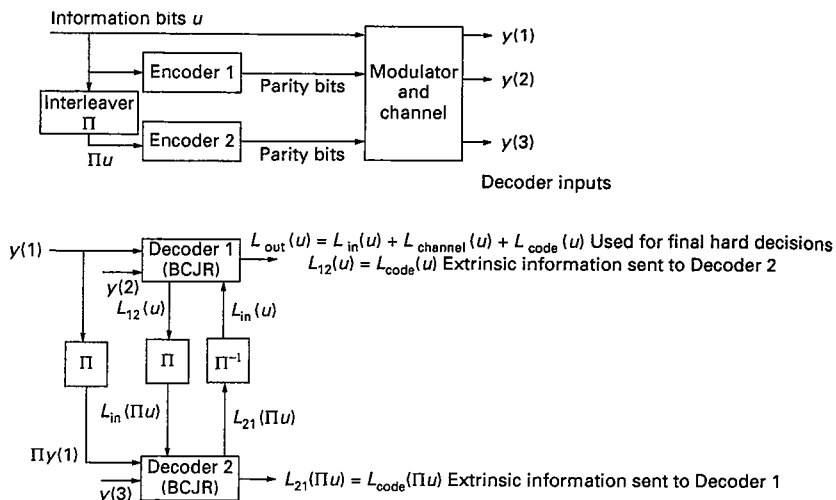 Information bits u
Encoder 1
Parity bits
Interleaver
Π
Πu
Encoder 2
Parity bits
Modulator
and
channel
y(1)
y(2)
y(3)
Decoder inputs
y(1)
Decoder 1
(BCJR)
y(2)
L_out(u) = L_in(u) + L_channel(u) + L_code(u) Used for final hard decisions
L_12(u) = L_code(u) Extrinsic information sent to Decoder 2
L_12(u)
L_in(u)
Π
Π
Π^-1
L_in(Πu)
L_21(Πu)
Πy(1)
Decoder 2
(BCJR)
y(3)
L_21(Πu) = L_code(Πu) Extrinsic information sent to Decoder 1